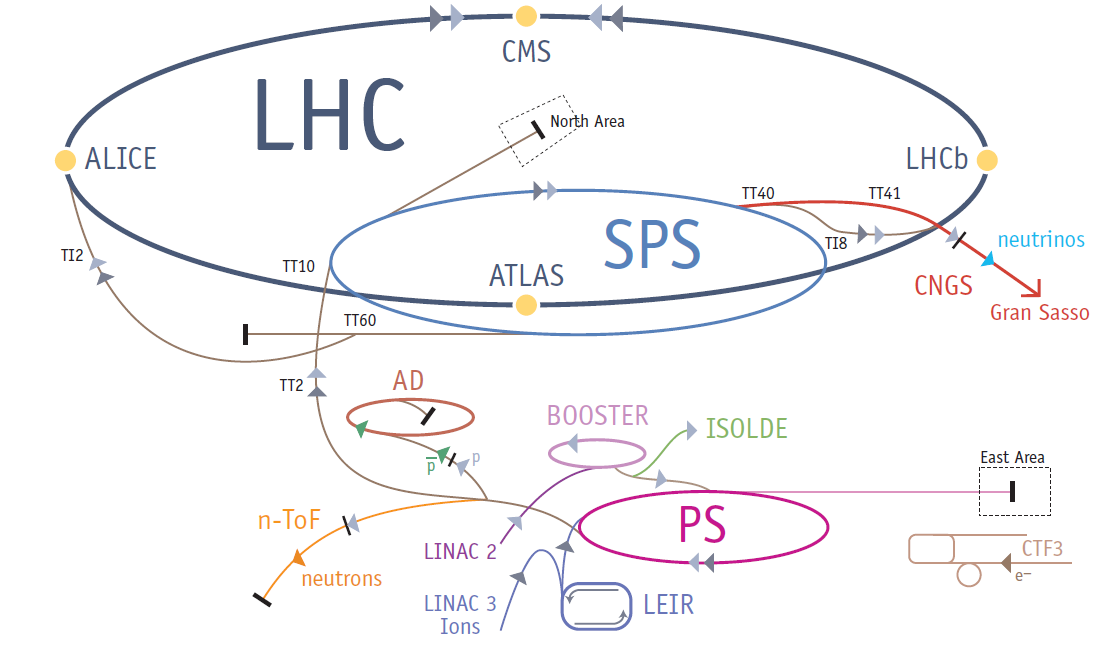 CMS
LHC
North Area
ALICE
LHCb
TT40
TT41
SPS
TI8
neutrinos
TI2
TT10
ATLAS
CNGS
Gran Sasso
TT60
TT2
AD
BOOSTER
ISOLDE
p̅
p
East Area
n-ToF
PS
LINAC 2
CTF3
neutrons
e−
LINAC 3
Ions
LEIR